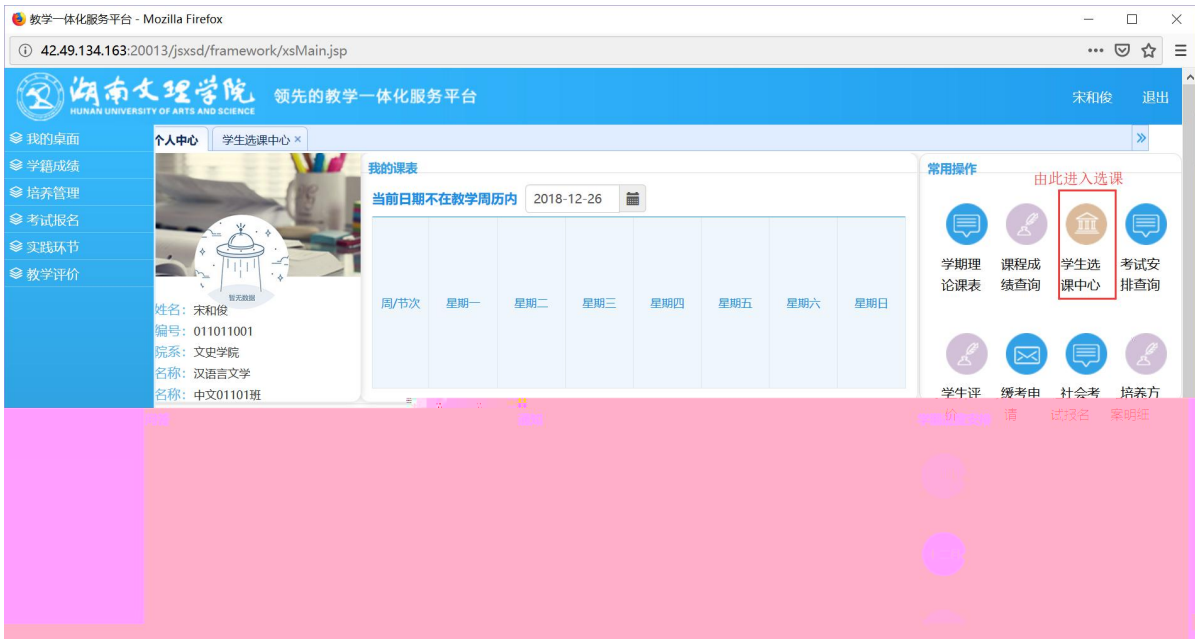 教学一体化服务平台 - Mozilla Firefox
42.49.134.163:20013/jsxsd/framework/xsMain.jsp
湖南文理学院
HUNAN UNIVERSITY OF ARTS AND SCIENCE
领先的教学一体化服务平台
宋和俊 退出
我的桌面
学籍成绩
培养管理
考试报名
实践环节
教学评价
个人中心 学生选课中心 ×
暂无数据
姓名：宋和俊
编号：011011001
院系：文史学院
名称：汉语言文学
名称：中文01101班
我的课表
当前日期不在教学周历内 2018-12-26
周/节次 星期一 星期二 星期三 星期四 星期五 星期六 星期日
常用操作
由此进入选课
学期理论课表
课程成绩查询
学生选课中心
考试安排查询
学生评价
缓考申请
社会考试报名
培养方案明细